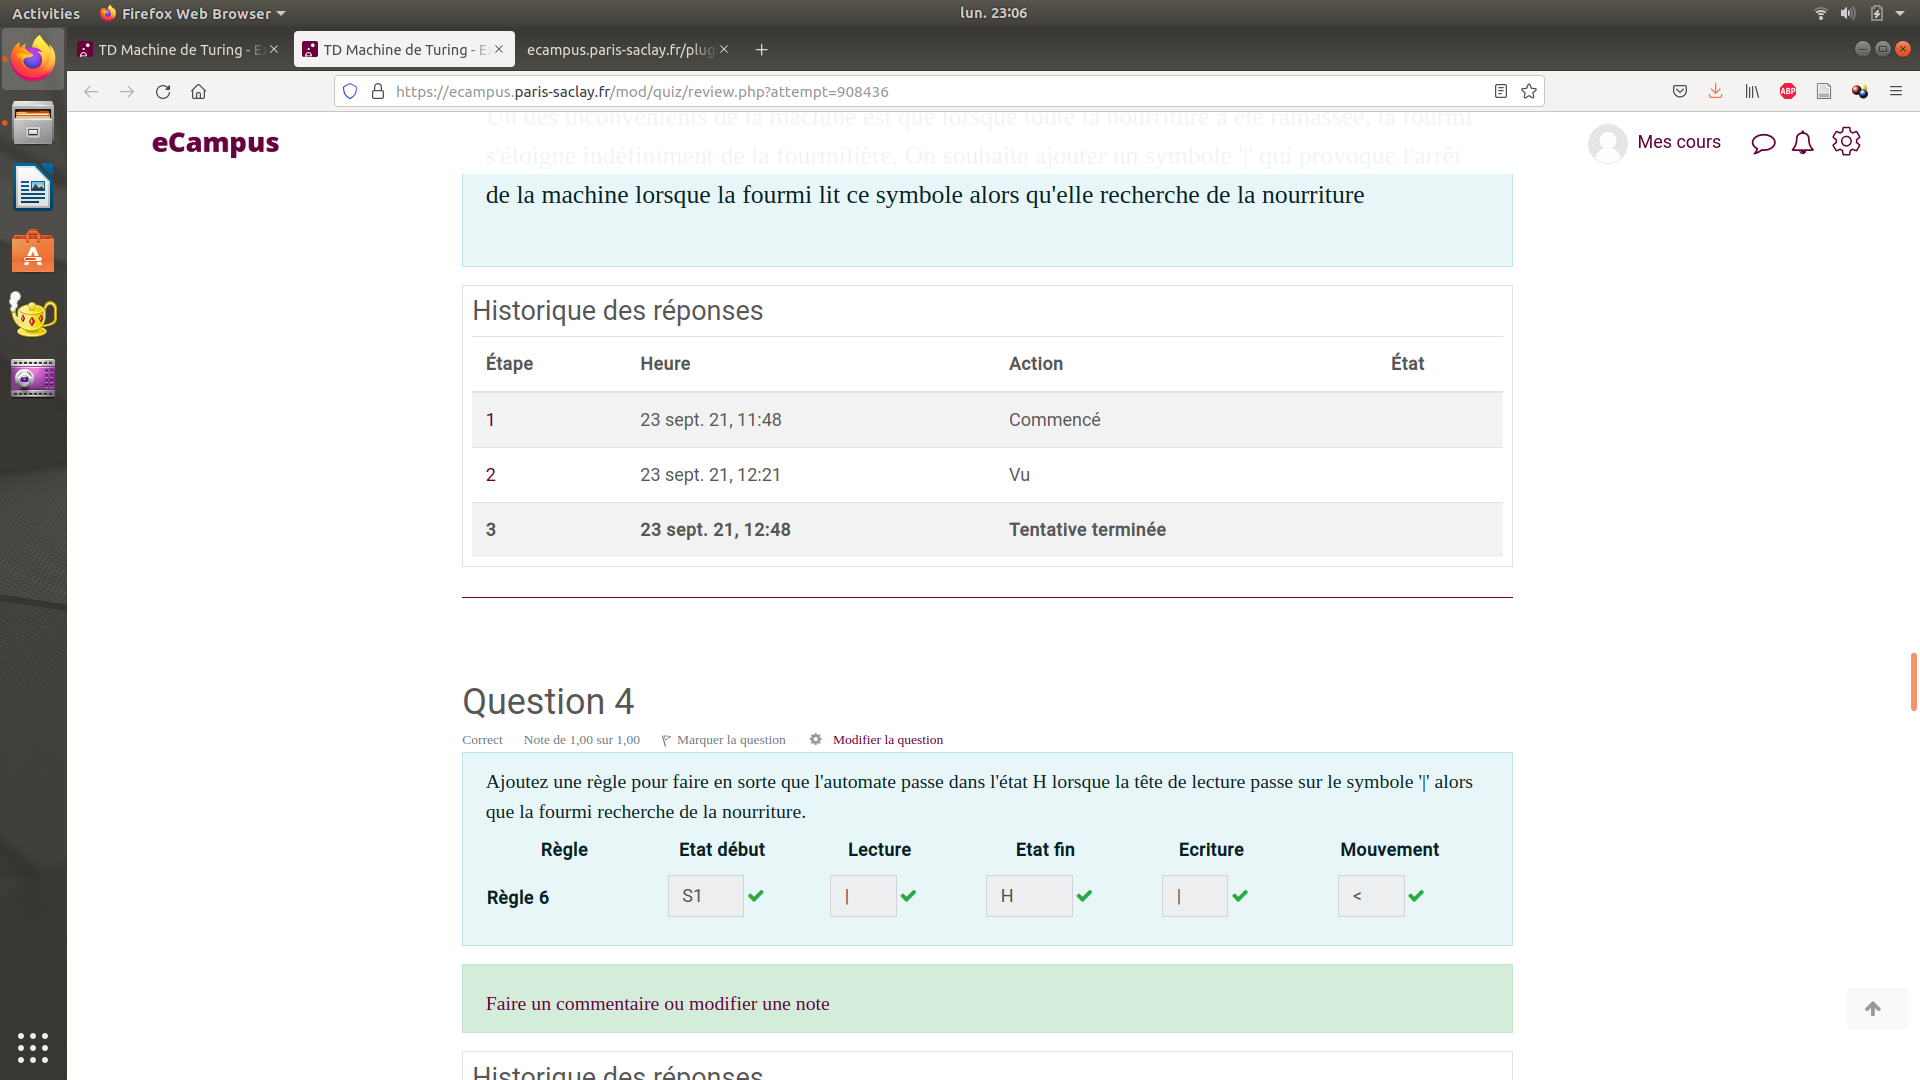 Activities
Firefox Web Browser
lun. 23:06
TD Machine de Turing - E
TD Machine de Turing - E
ecampus.paris-saclay.fr/plug
https://ecampus.paris-saclay.fr/mod/quiz/review.php?attempt=908436
ABP
eCampus
Mes cours
Un des inconvénients de la machine est que lorsque toute la nourriture a été ramassée, la fourmi
s'éloigne indéfiniment de la fourmilière. On souhaite ajouter un symbole '|' qui provoque l'arrêt
de la machine lorsque la fourmi lit ce symbole alors qu'elle recherche de la nourriture
Historique des réponses
Étape Heure Action État
1 23 sept. 21, 11:48 Commencé
2 23 sept. 21, 12:21 Vu
3 23 sept. 21, 12:48 Tentative terminée
Question 4
Correct Note de 1,00 sur 1,00 Marquer la question Modifier la question
Ajoutez une règle pour faire en sorte que l'automate passe dans l'état H lorsque la tête de lecture passe sur le symbole '|' alors
que la fourmi recherche de la nourriture.
Règle Etat début Lecture Etat fin Ecriture Mouvement
Règle 6 S1 | H | <
Faire un commentaire ou modifier une note
Historique des réponses